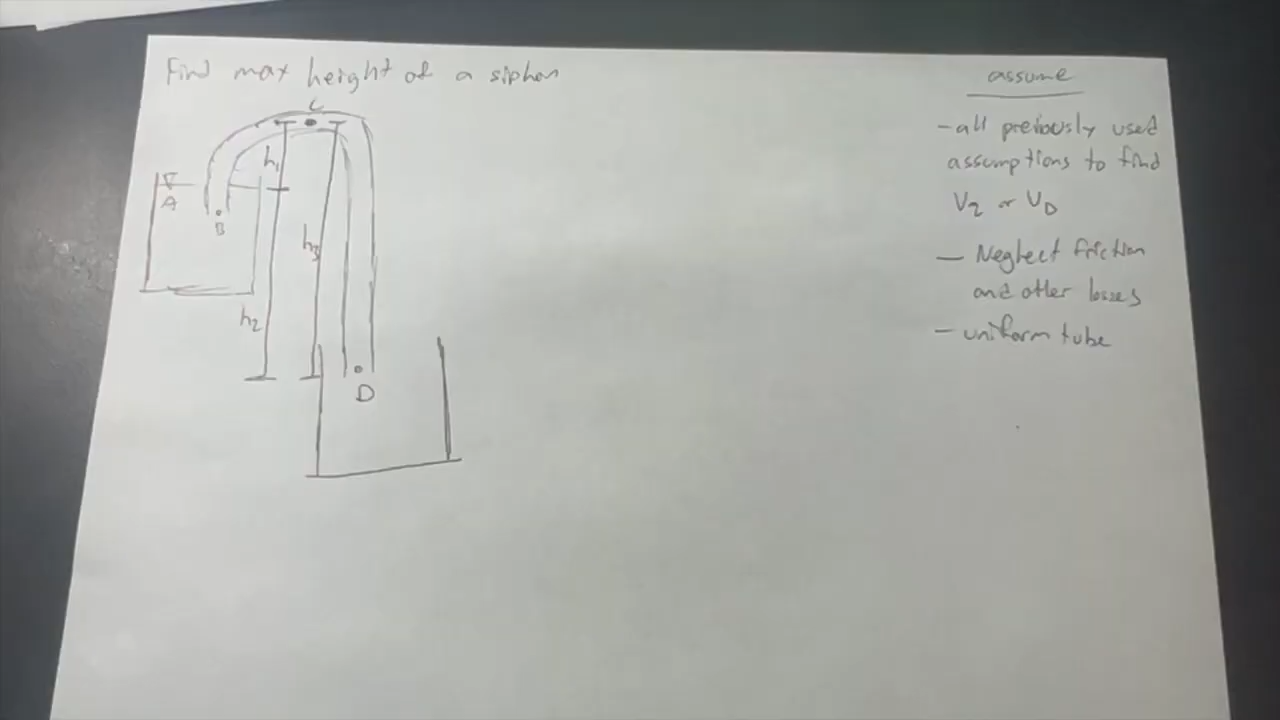 Find max height of a siphon
C
h1
A
B
h3
h2
D
assume
- all previously used
assumptions to find
V2 or VD
- Neglect friction
and other losses
- uniform tube